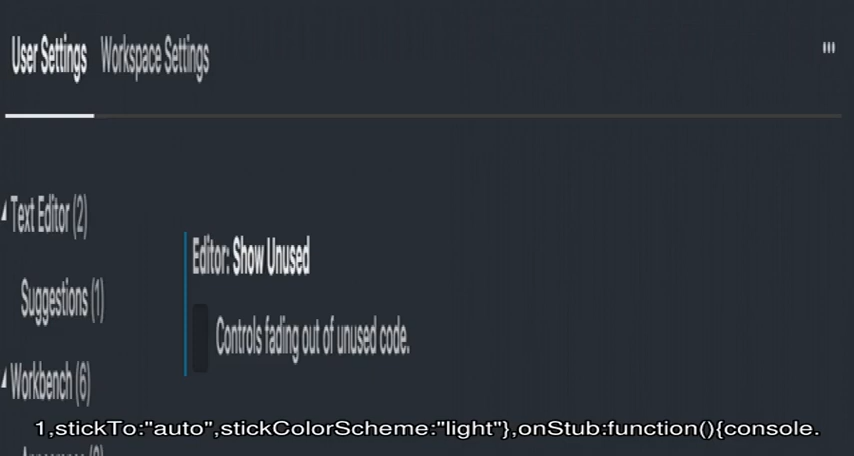 User Settings Workspace Settings
Text Editor (2)
Editor: Show Unused
Suggestions (1)
Controls fading out of unused code.
Workbench (6)
1,stickTo:"auto",stickColorScheme:"light"},onStub:function(){console.